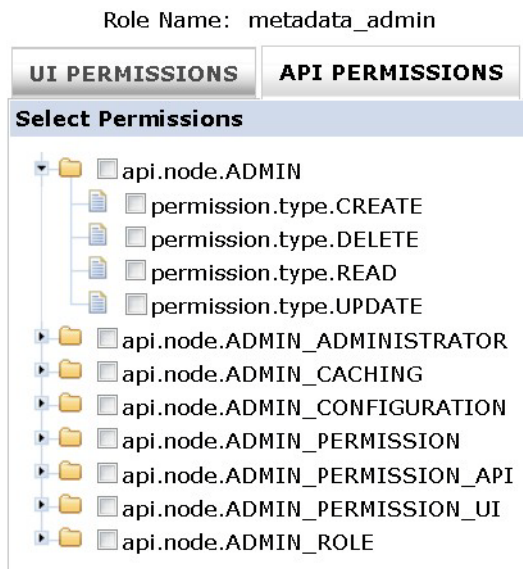 Role Name: metadata_admin
UI PERMISSIONS API PERMISSIONS
Select Permissions
api.node.ADMIN
permission.type.CREATE
permission.type.DELETE
permission.type.READ
permission.type.UPDATE
api.node.ADMIN_ADMINISTRATOR
api.node.ADMIN_CACHING
api.node.ADMIN_CONFIGURATION
api.node.ADMIN_PERMISSION
api.node.ADMIN_PERMISSION_API
api.node.ADMIN_PERMISSION_UI
api.node.ADMIN_ROLE